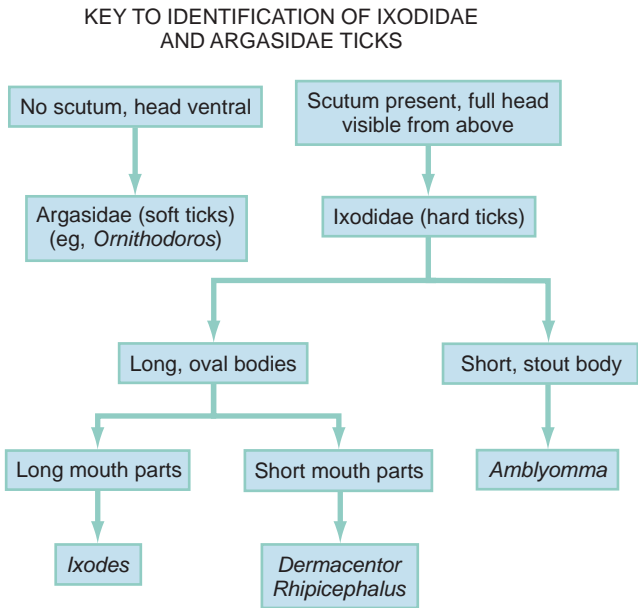 KEY TO IDENTIFICATION OF IXODIDAE
AND ARGASIDAE TICKS
No scutum, head ventral
Scutum present, full head
visible from above
Argasidae (soft ticks)
(eg, Ornithodoros)
Ixodidae (hard ticks)
Long, oval bodies
Short, stout body
Long mouth parts
Short mouth parts
Amblyomma
Ixodes
Dermacentor
Rhipicephalus